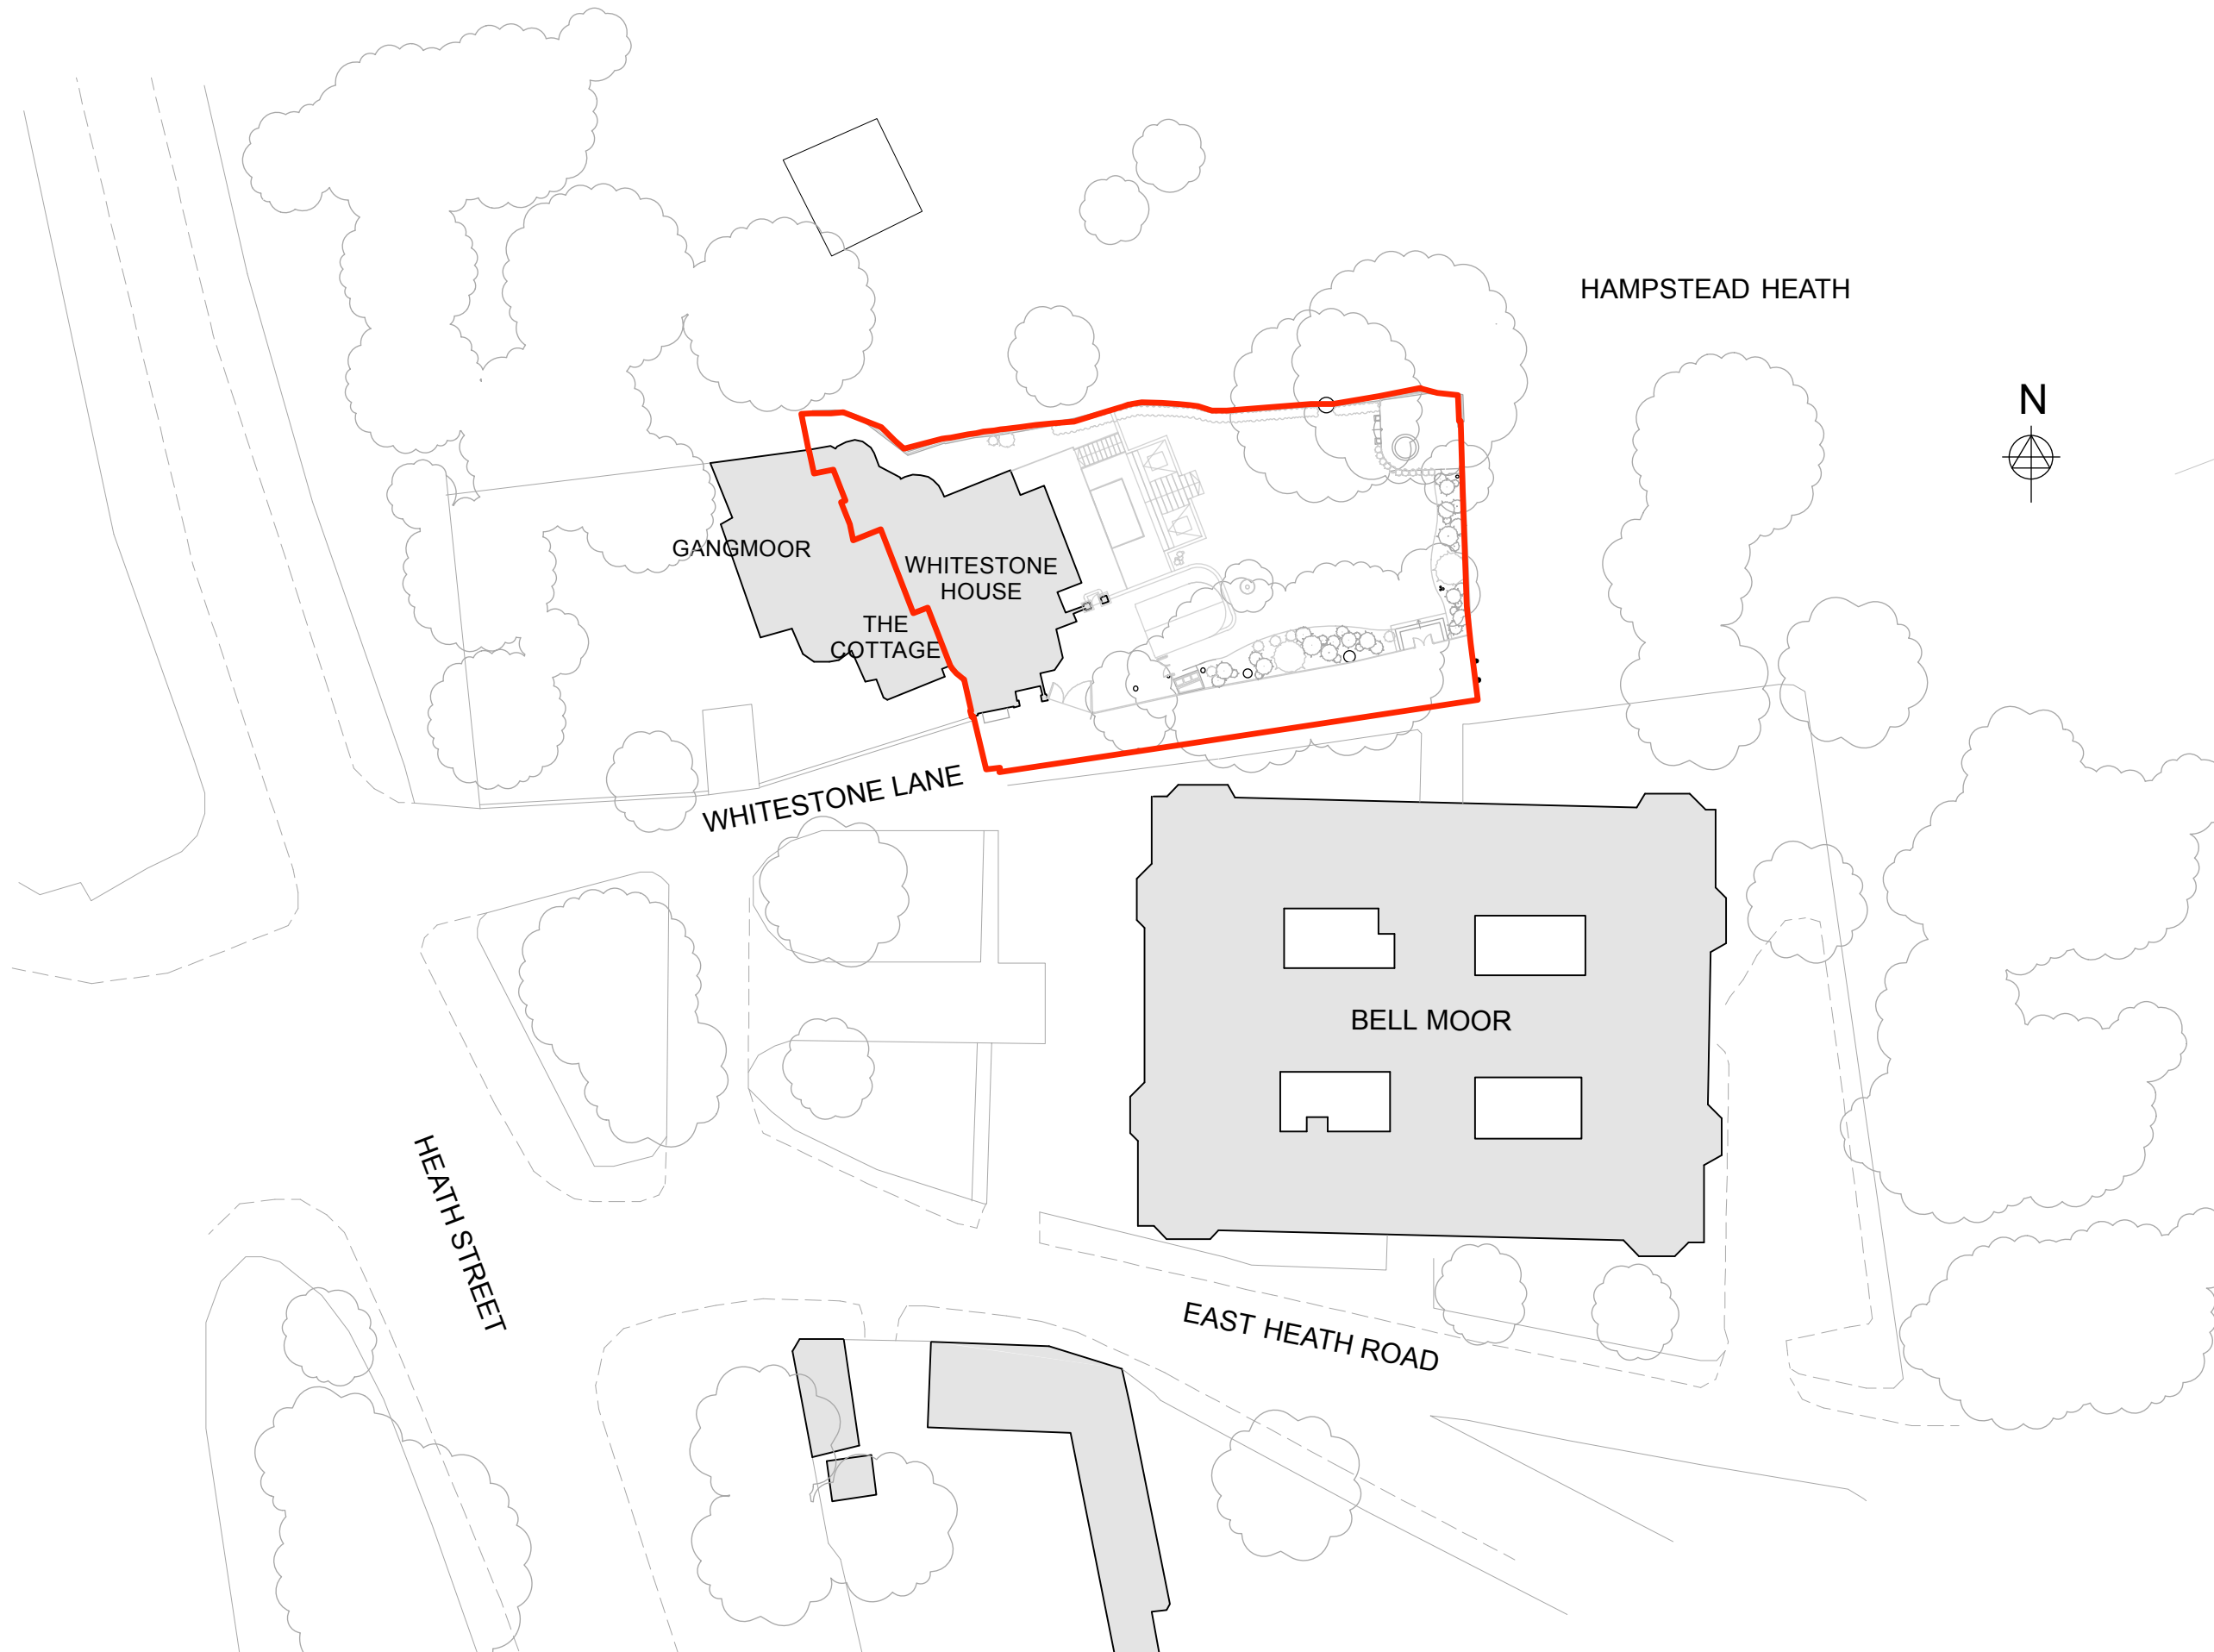 HAMPSTEAD HEATH
N
GANGMOOR
WHITESTONE
HOUSE
THE
COTTAGE
WHITESTONE LANE
BELL MOOR
HEATH STREET
EAST HEATH ROAD